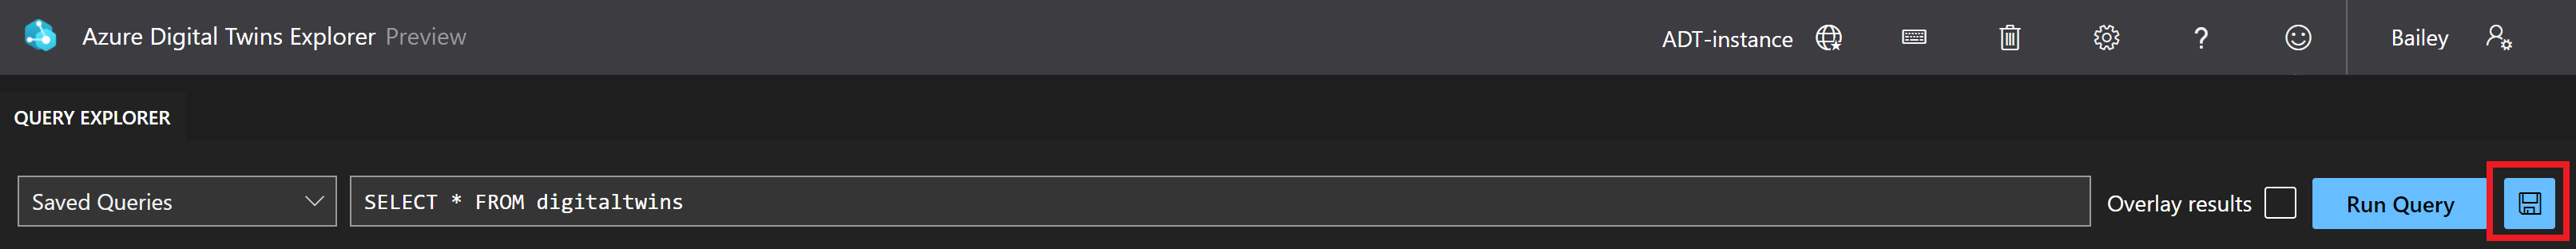 Azure Digital Twins Explorer Preview
ADT-instance
?
Bailey
QUERY EXPLORER
Saved Queries
SELECT * FROM digitaltwins
Overlay results
Run Query